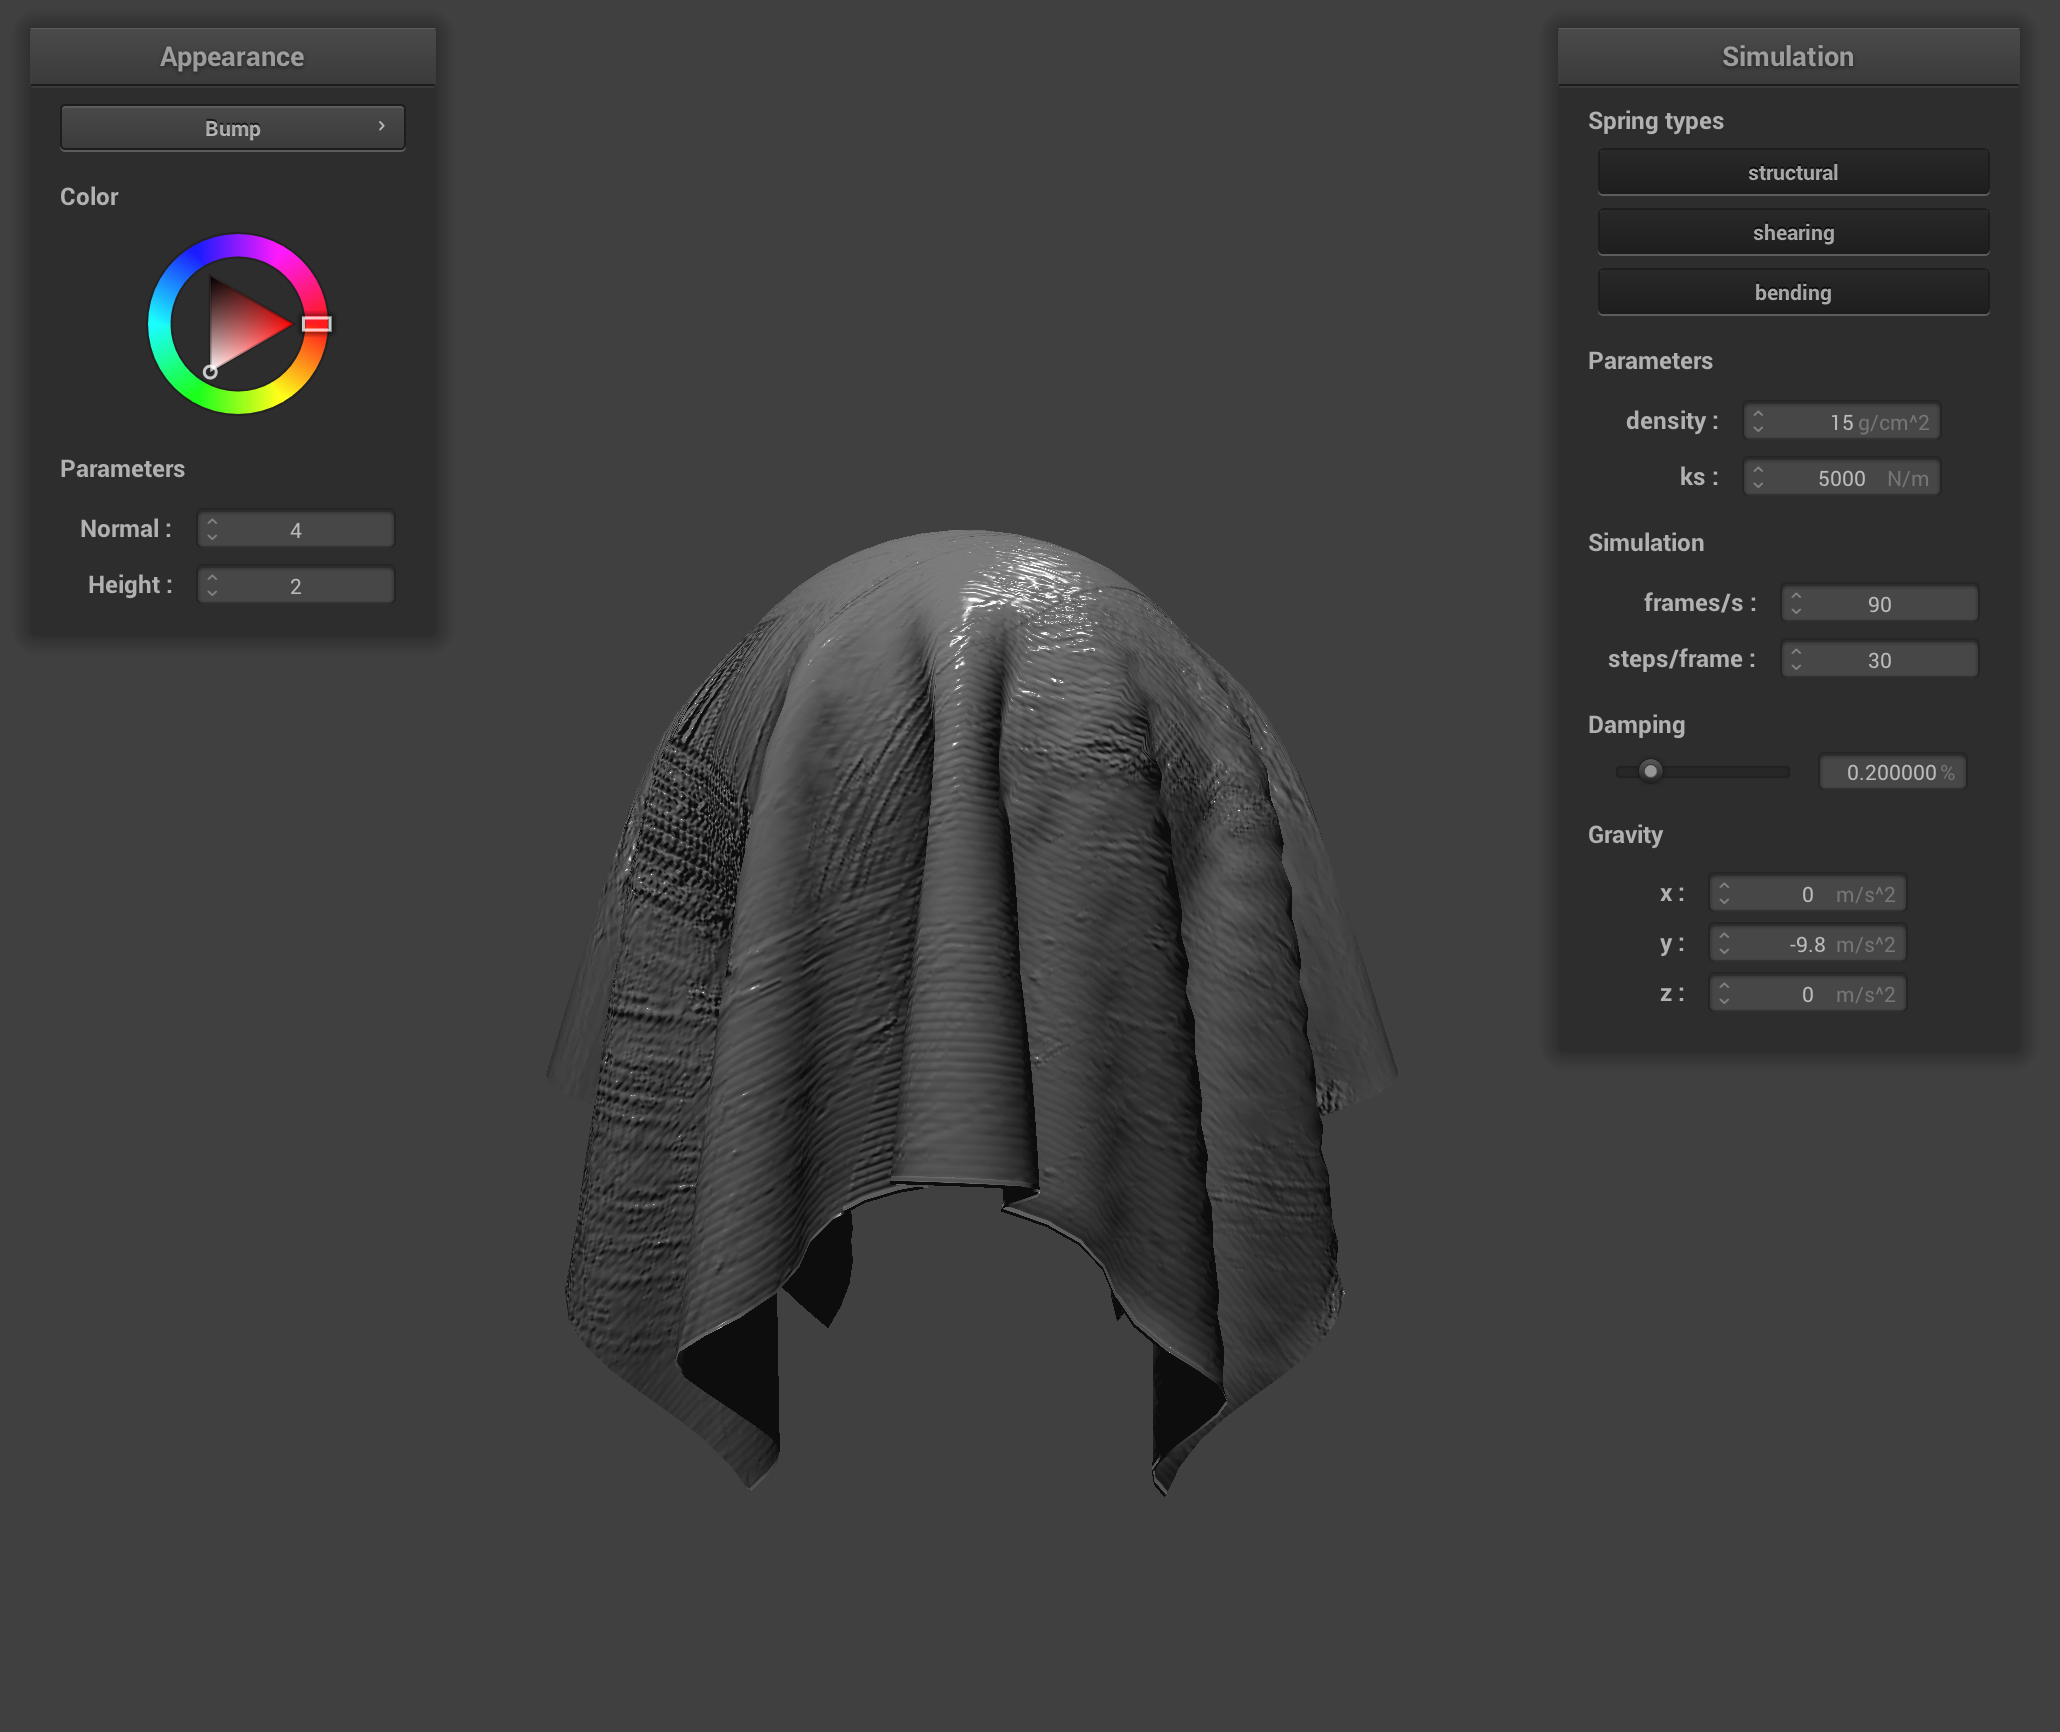 Appearance
Bump
Color
Parameters
Normal : 4
Height : 2
Simulation
Spring types
structural
shearing
bending
Parameters
density : 15 g/cm^2
ks : 5000 N/m
Simulation
frames/s : 90
steps/frame : 30
Damping
0.200000 %
Gravity
x : 0 m/s^2
y : -9.8 m/s^2
z : 0 m/s^2